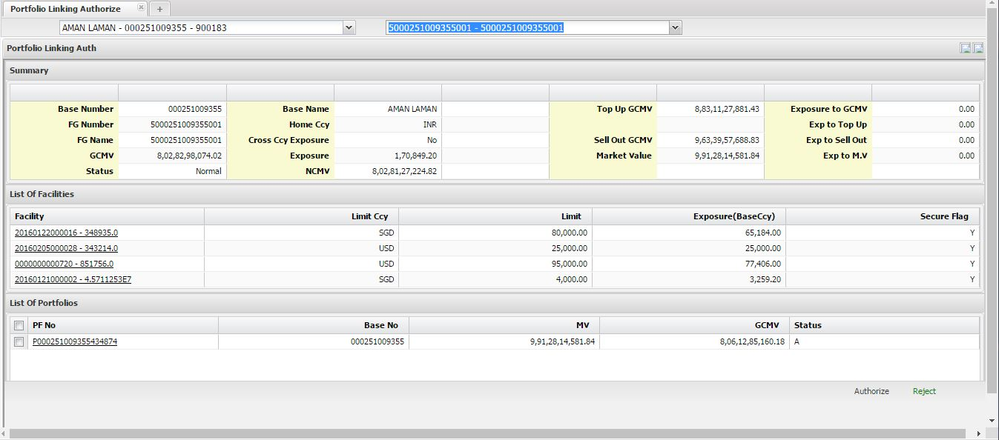 Portfolio Linking Authorize +
AMAN LAMAN - 000251009355 - 900183 5000251009355001 - 5000251009355001
Portfolio Linking Auth
Summary
Base Number 000251009355 Base Name AMAN LAMAN Top Up GCMV 8,83,11,27,881.43 Exposure to GCMV 0.00
FG Number 5000251009355001 Home Ccy INR Exp to Top Up 0.00
FG Name 5000251009355001 Cross Ccy Exposure No Sell Out GCMV 9,63,39,57,688.83 Exp to Sell Out 0.00
GCMV 8,02,82,98,074.02 Exposure 1,70,849.20 Market Value 9,91,28,14,581.84 Exp to M.V 0.00
Status Normal NCMV 8,02,81,27,224.82
List Of Facilities
Facility Limit Ccy Limit Exposure(BaseCcy) Secure Flag
20160122000016 - 348935.0 SGD 80,000.00 65,184.00 Y
20160205000028 - 343214.0 USD 25,000.00 25,000.00 Y
0000000000720 - 851756.0 USD 95,000.00 77,406.00 Y
20160121000002 - 4.5711253E7 SGD 4,000.00 3,259.20 Y
List Of Portfolios
PF No Base No MV GCMV Status
P000251009355434874 000251009355 9,91,28,14,581.84 8,06,12,85,160.18 A
Authorize Reject